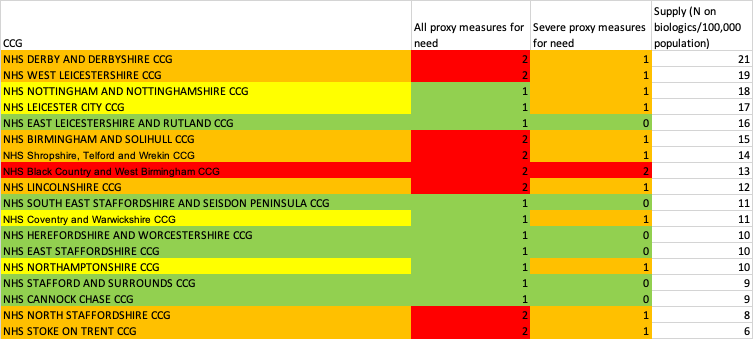 CCG All proxy measures for need Severe proxy measures for need Supply (N on biologics/100,000 population)
NHS DERBY AND DERBYSHIRE CCG 2 1 21
NHS WEST LEICESTERSHIRE CCG 2 1 19
NHS NOTTINGHAM AND NOTTINGHAMSHIRE CCG 1 1 18
NHS LEICESTER CITY CCG 1 1 17
NHS EAST LEICESTERSHIRE AND RUTLAND CCG 1 0 16
NHS BIRMINGHAM AND SOLIHULL CCG 2 1 15
NHS Shropshire, Telford and Wrekin CCG 2 1 14
NHS Black Country and West Birmingham CCG 2 2 13
NHS LINCOLNSHIRE CCG 2 1 12
NHS SOUTH EAST STAFFORDSHIRE AND SEISDON PENINSULA CCG 1 0 11
NHS Coventry and Warwickshire CCG 1 1 11
NHS HEREFORDSHIRE AND WORCESTERSHIRE CCG 1 0 10
NHS EAST STAFFORDSHIRE CCG 1 0 10
NHS NORTHAMPTONSHIRE CCG 1 1 10
NHS STAFFORD AND SURROUNDS CCG 1 0 9
NHS CANNOCK CHASE CCG 1 0 9
NHS NORTH STAFFORDSHIRE CCG 2 1 8
NHS STOKE ON TRENT CCG 2 1 6